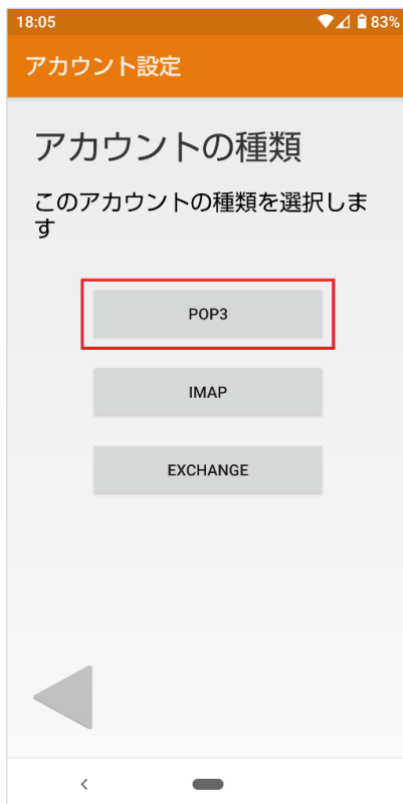 18:05 83%
アカウント設定
アカウントの種類
このアカウントの種類を選択しま
す
POP3
IMAP
EXCHANGE